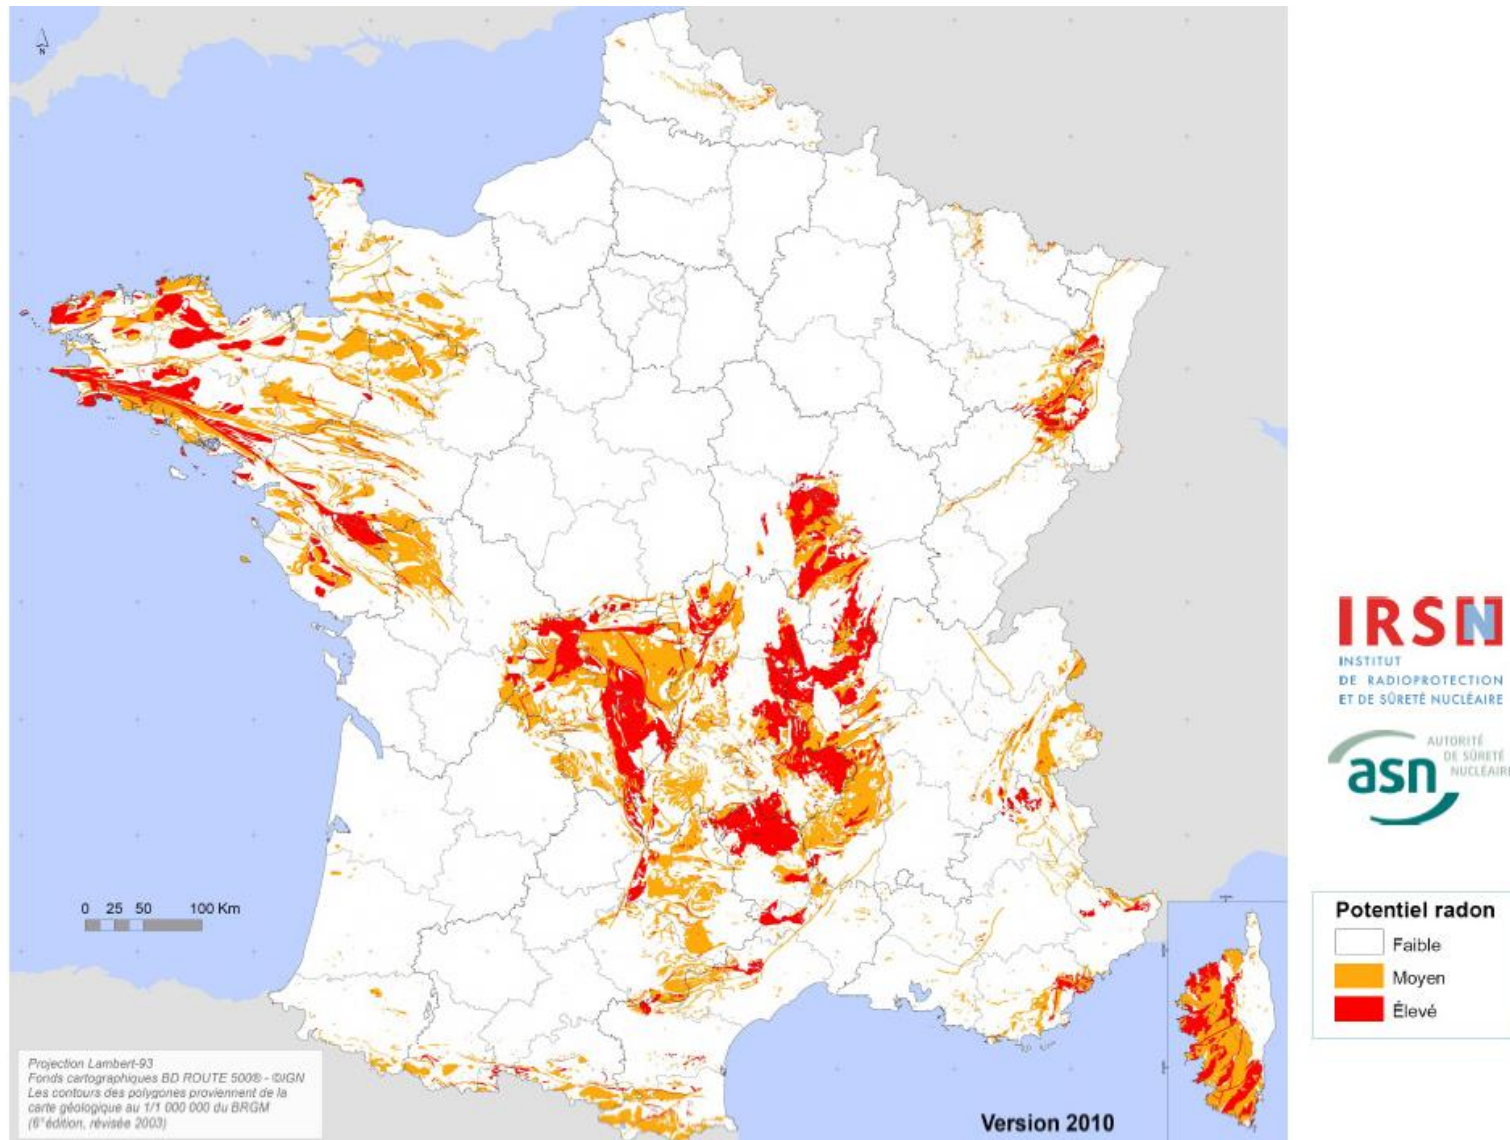 N
0 25 50 100 Km
Projection Lambert-93
Fonds cartographiques BD ROUTE 500® - ©IGN
Les contours des polygones proviennent de la
carte géologique au 1/1 000 000 du BRGM
(6°édition, révisée 2003)
Version 2010
IRSN
INSTITUT
DE RADIOPROTECTION
ET DE SÛRETÉ NUCLÉAIRE
AUTORITÉ
DE SÛRETÉ
NUCLÉAIRE
asn
Potentiel radon
Faible
Moyen
Élevé